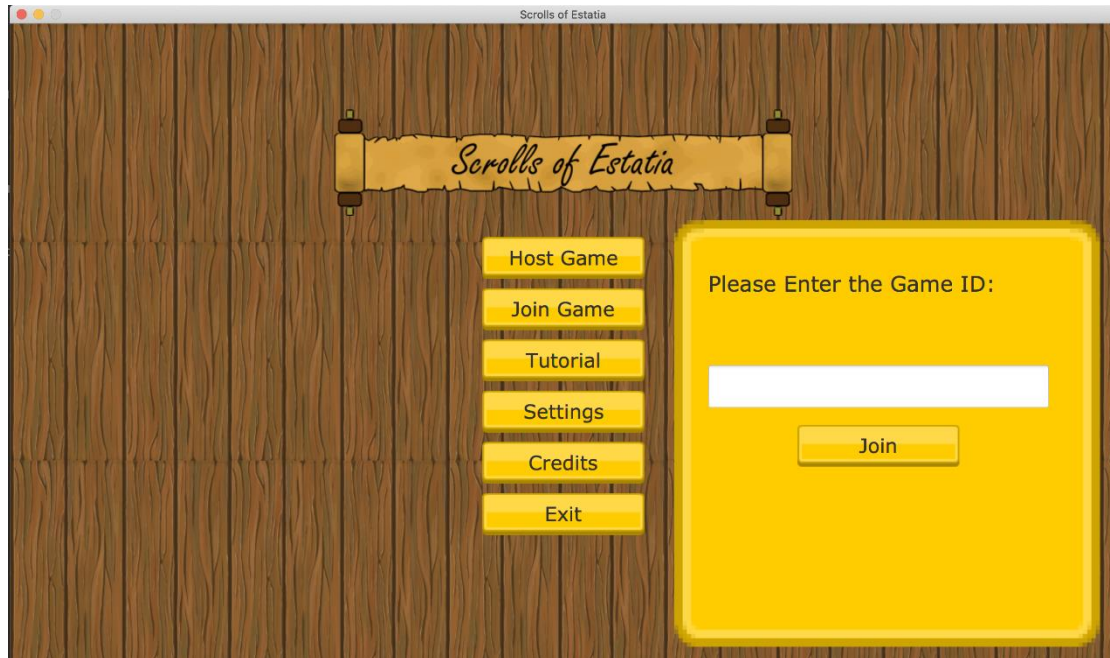 Scrolls of Estatia
Scrolls of Estatia
Host Game
Join Game
Tutorial
Settings
Credits
Exit
Please Enter the Game ID:
Join